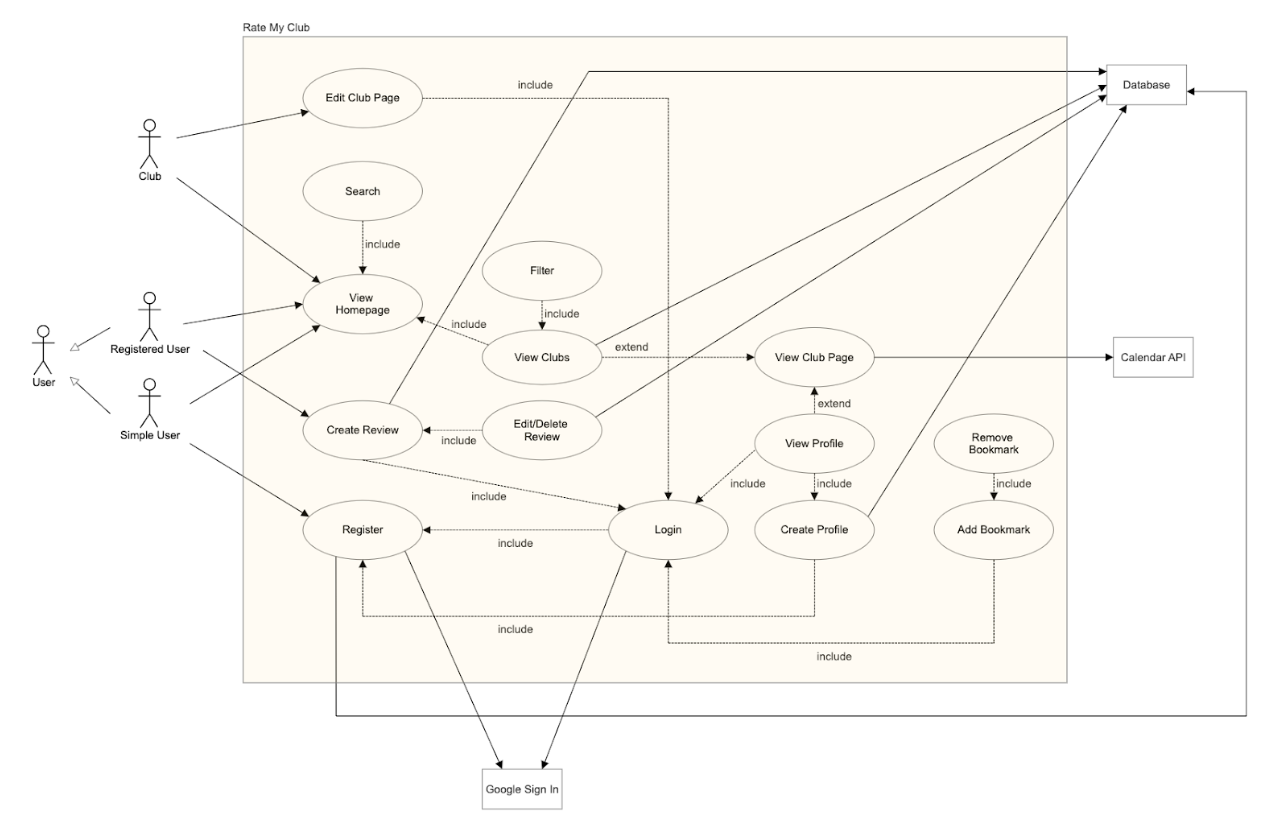 Rate My Club
Edit Club Page
include
Database
Club
Search
include
Filter
View
Homepage
include
include
Registered User
User
View Clubs
extend
View Club Page
Calendar API
extend
Simple User
Create Review
include
Edit/Delete
Review
View Profile
Remove
Bookmark
include
include
include
include
Register
include
Login
Create Profile
Add Bookmark
include
include
Google Sign In